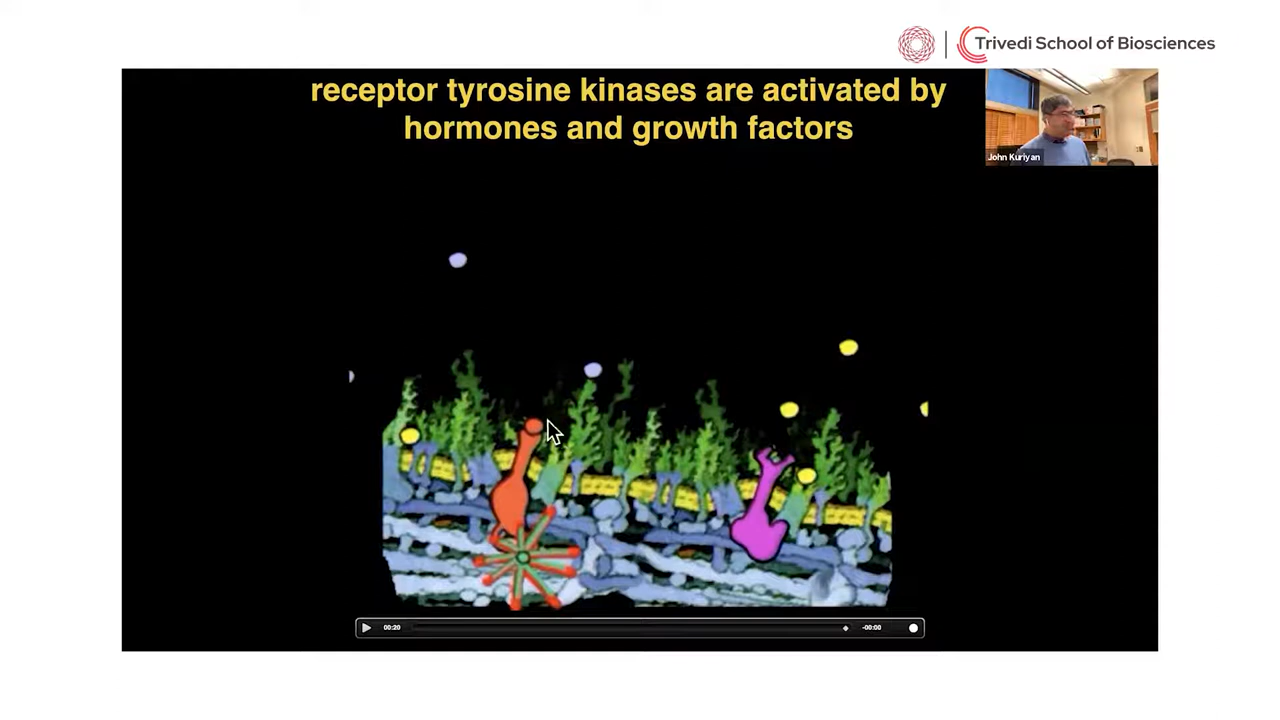 Trivedi School of Biosciences
receptor tyrosine kinases are activated by
hormones and growth factors
John Kuriyan
00:20
-00:00